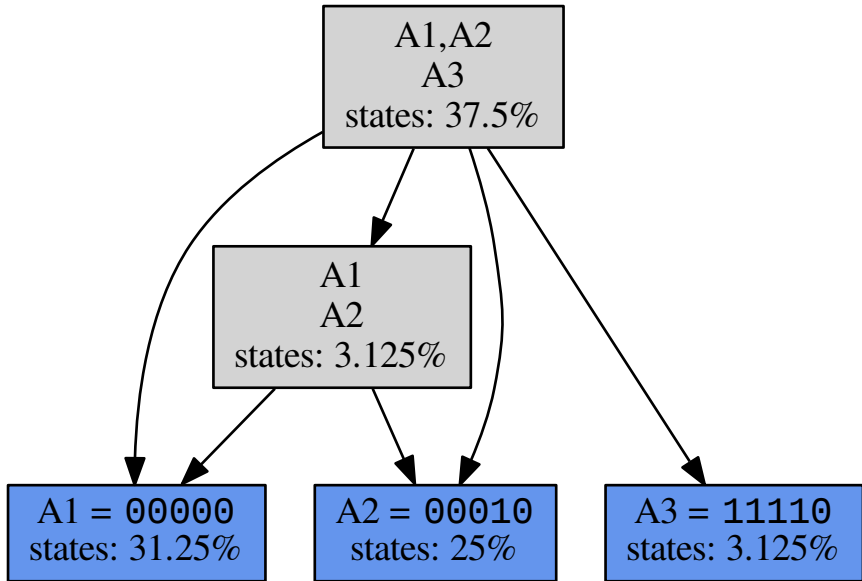 A1,A2
A3
states: 37.5%
A1
A2
states: 3.125%
A1 = 00000
states: 31.25%
A2 = 00010
states: 25%
A3 = 11110
states: 3.125%